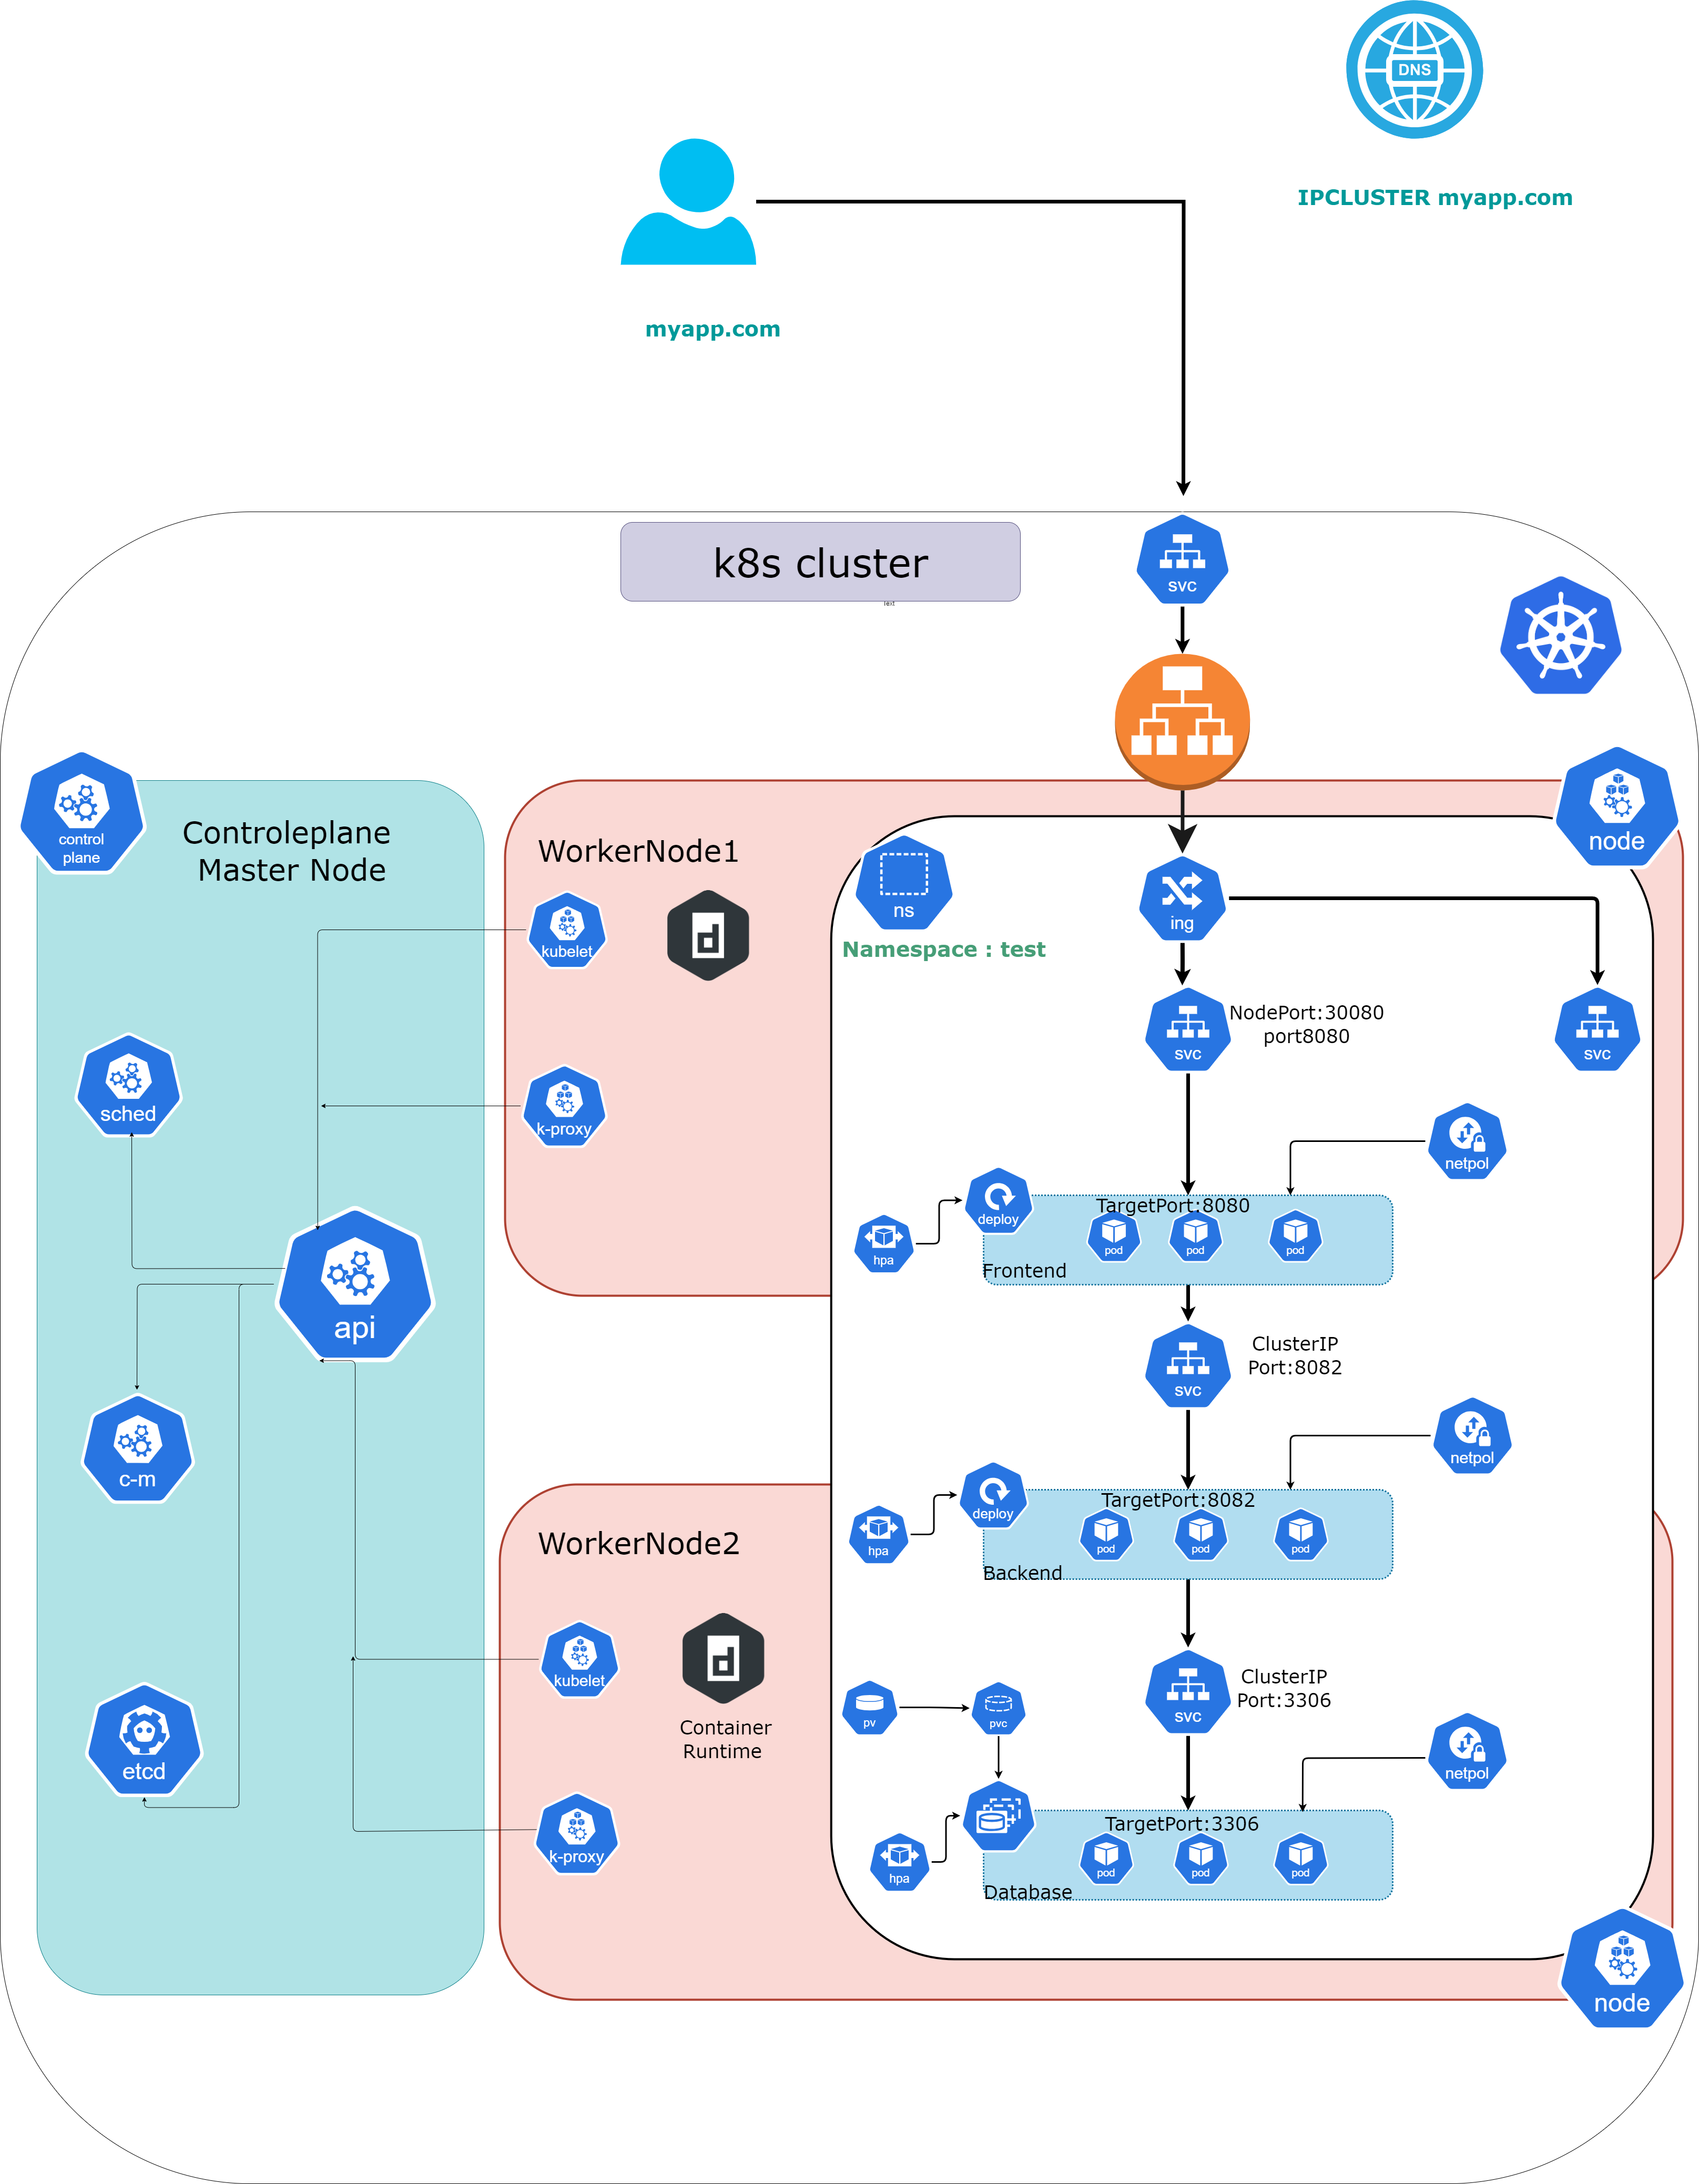 DNS
IPCLUSTER myapp.com
myapp.com
k8s cluster
Text
svc
control
plane
Controleplane
Master Node
WorkerNode1
node
ns
ing
Namespace : test
kubelet
d
svc
NodePort:30080
port8080
svc
sched
k-proxy
netpol
deploy
TargetPort:8080
hpa
pod
pod
pod
Frontend
api
svc
ClusterIP
Port:8082
netpol
c-m
deploy
TargetPort:8082
hpa
pod
pod
pod
Backend
WorkerNode2
kubelet
d
svc
ClusterIP
Port:3306
pv
pvc
Container
Runtime
etcd
netpol
TargetPort:3306
k-proxy
hpa
pod
pod
pod
Database
node